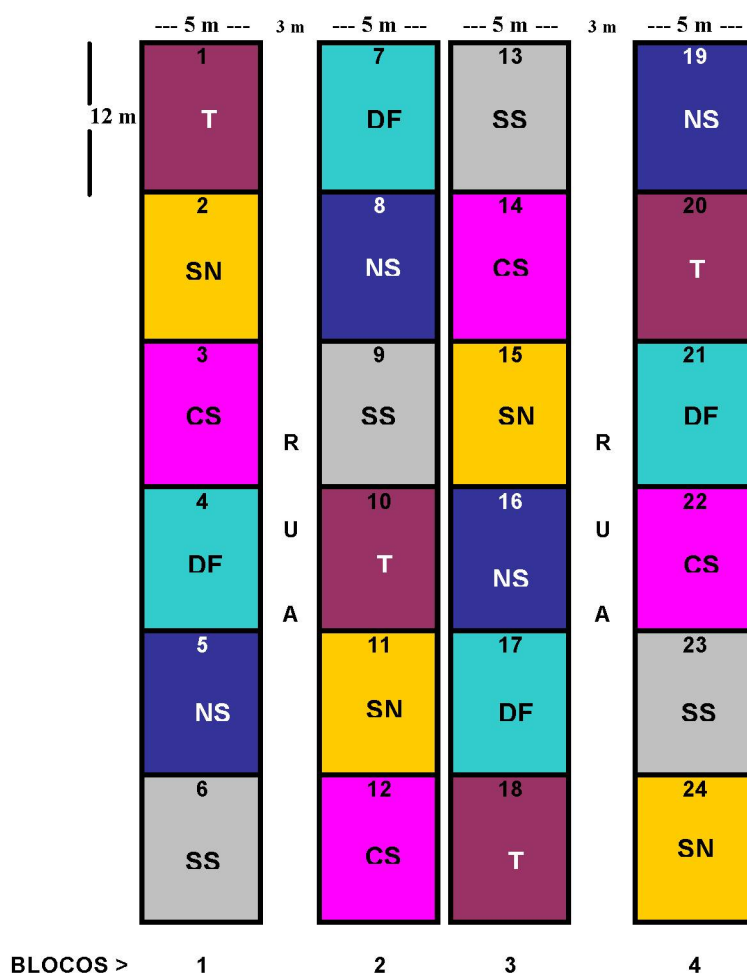 --- 5 m --- 3 m --- 5 m --- --- 5 m --- 3 m --- 5 m ---
12 m
1 T
2 SN
3 CS
4 DF
5 NS
6 SS
R
U
A
7 DF
8 NS
9 SS
10 T
11 SN
12 CS
13 SS
14 CS
15 SN
16 NS
17 DF
18 T
R
U
A
19 NS
20 T
21 DF
22 CS
23 SS
24 SN
BLOCOS > 1 2 3 4